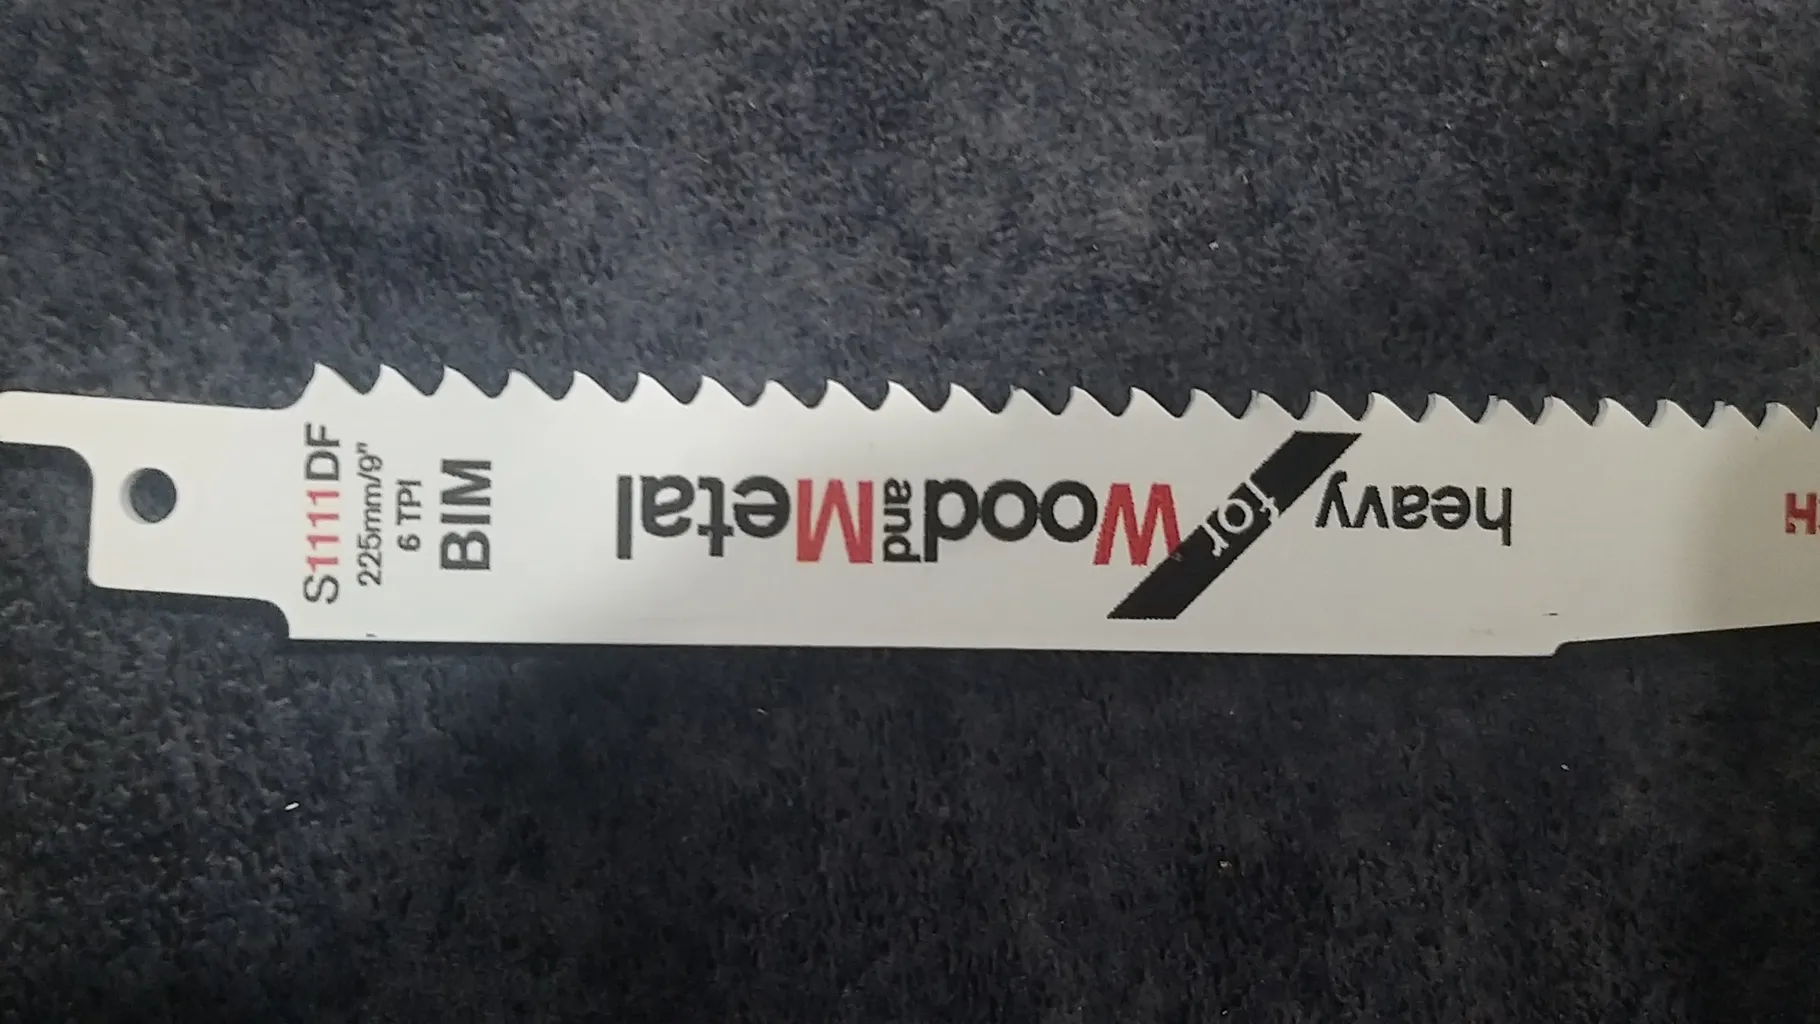 S1111DF
225mm/9"
6 TPI
BIM
heavy for Wood and Metal